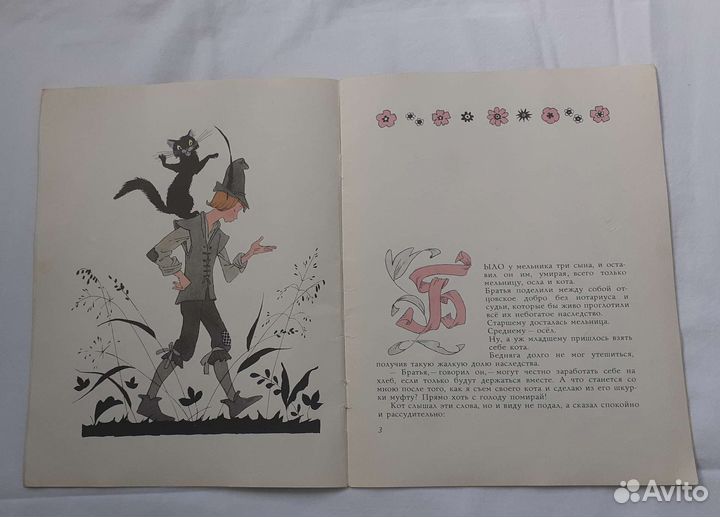 БЫЛО у мельника три сына, и оста-
вил он им, умирая, всего только
мельницу, осла и кота.
Братья поделили между собой от-
цовское добро без нотариуса и
судьи, которые бы живо проглотили
всё их небогатое наследство.
Старшему досталась мельница.
Среднему — осёл.
Ну, а уж младшему пришлось взять
себе кота.
Бедняга долго не мог утешиться,
получив такую жалкую долю наследства.
— Братья,— говорил он,— могут честно заработать себе на
хлеб, если только будут держаться вместе. А что станется со
мною после того, как я съем своего кота и сделаю из его шкур-
ки муфту? Прямо хоть с голоду помирай!
Кот слышал эти слова, но и виду не подал, а сказал спокойно
и рассудительно:
3
Avito